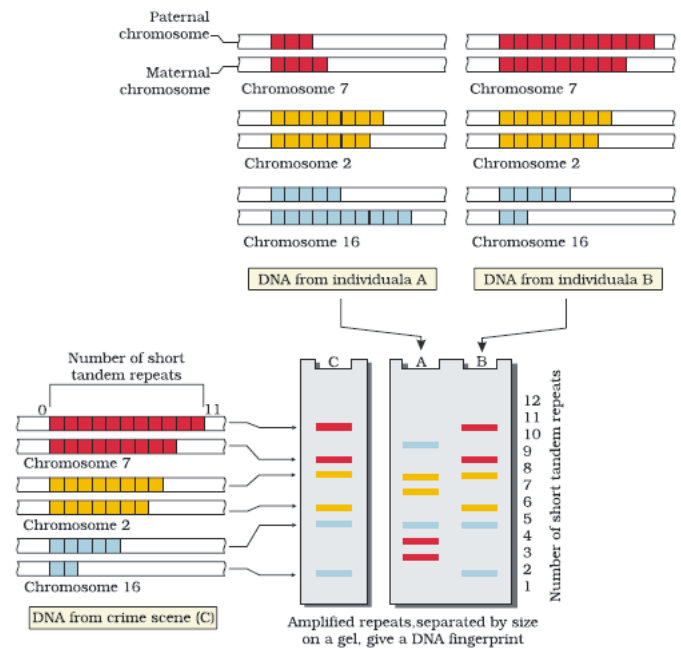 Paternal
chromosome
Maternal
chromosome
Chromosome 7
Chromosome 7
Chromosome 2
Chromosome 2
Chromosome 16
Chromosome 16
DNA from individuala A
DNA from individuala B
Number of short
tandem repeats
0
11
Chromosome 7
Chromosome 2
Chromosome 16
DNA from crime scene (C)
C
A
B
12
11
10
9
8
7
6
5
4
3
2
1
Number of short tandem repeats
Amplified repeats,separated by size
on a gel, give a DNA fingerprint